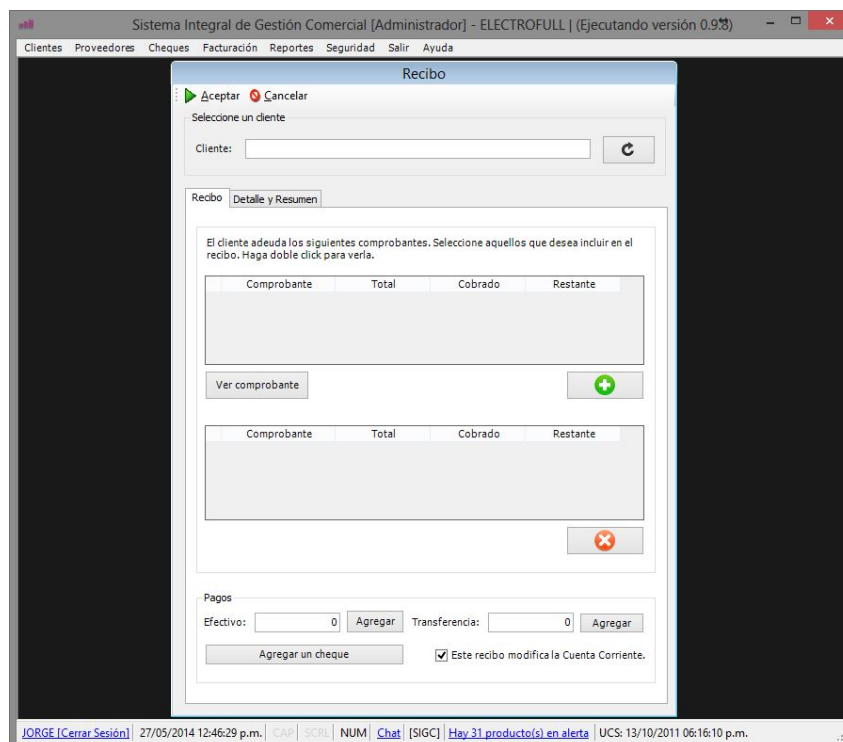 Sistema Integral de Gestión Comercial [Administrador] - ELECTROFULL | (Ejecutando versión 0.9.8)
Clientes Proveedores Cheques Facturación Reportes Seguridad Salir Ayuda
Recibo
Aceptar Cancelar
Seleccione un cliente
Cliente:
Recibo Detalle y Resumen
El cliente adeuda los siguientes comprobantes. Seleccione aquellos que desea incluir en el
recibo. Haga doble click para verla.
Comprobante Total Cobrado Restante
Ver comprobante
Comprobante Total Cobrado Restante
Pagos
Efectivo: 0 Agregar Transferencia: 0 Agregar
Agregar un cheque Este recibo modifica la Cuenta Corriente.
JORGE [Cerrar Sesión] 27/05/2014 12:46:29 p.m. CAP SCRL NUM Chat [SIGC] Hay 31 producto(s) en alerta UCS: 13/10/2011 06:16:10 p.m.